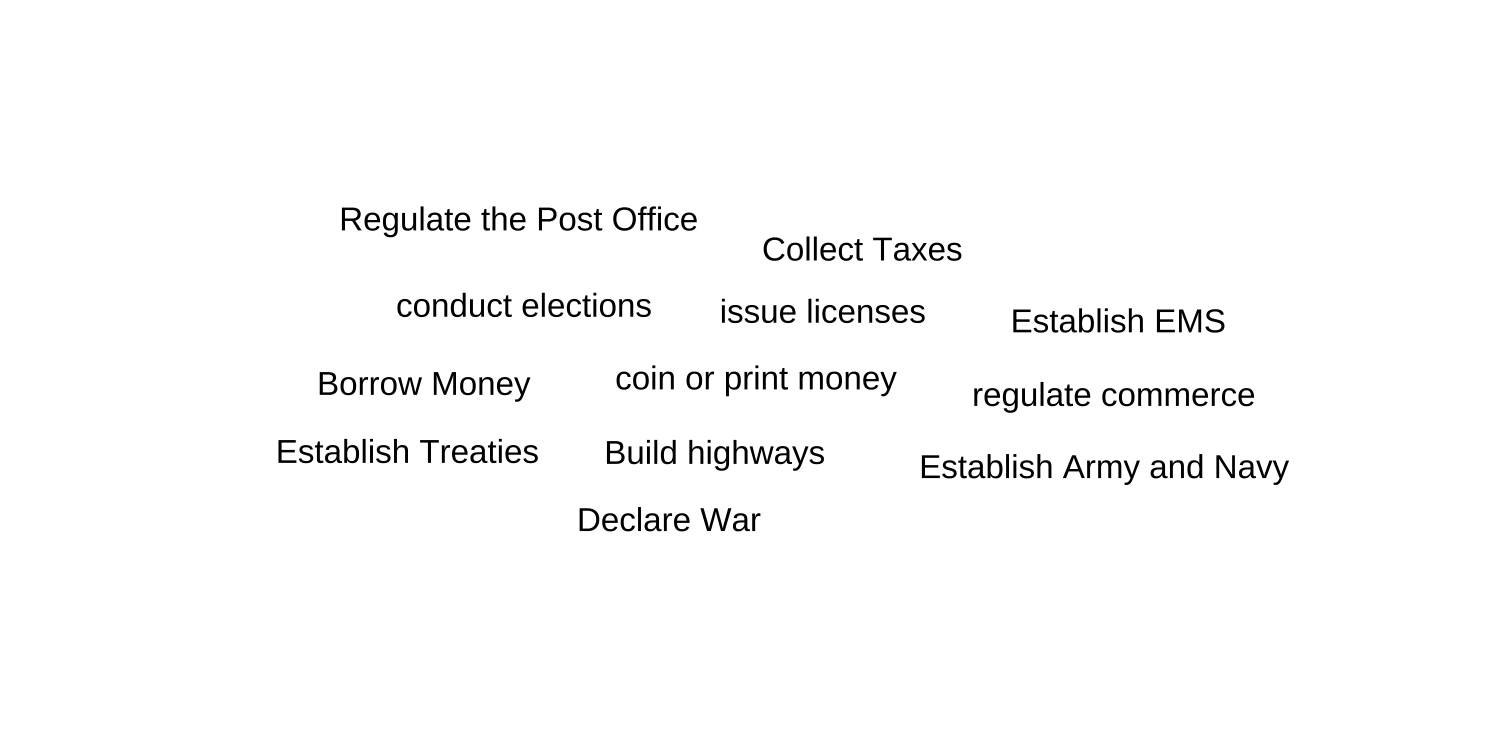 Regulate the Post Office
Collect Taxes
conduct elections
issue licenses
Establish EMS
Borrow Money
coin or print money
regulate commerce
Establish Treaties
Build highways
Establish Army and Navy
Declare War